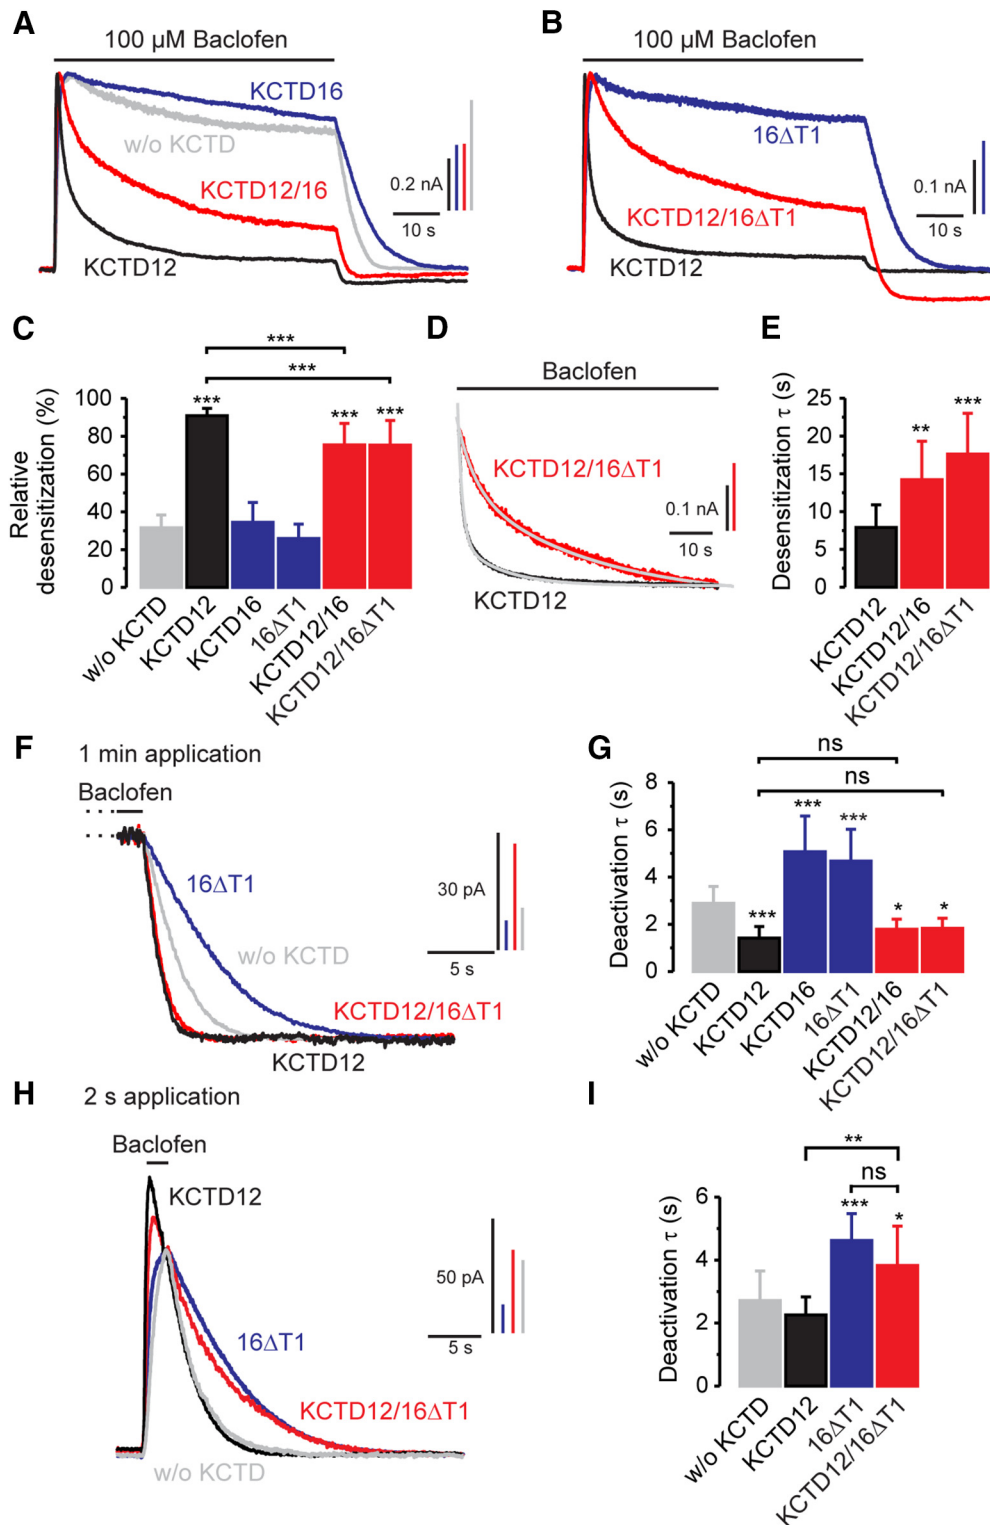 A
100 µM Baclofen
KCTD16
w/o KCTD
KCTD12/16
KCTD12
0.2 nA
10 s
B
100 µM Baclofen
16ΔT1
KCTD12/16ΔT1
KCTD12
0.1 nA
10 s
C
***
***
Relative
desensitization (%)
100
80
60
40
20
0
***
***
***
w/o KCTD
KCTD12
KCTD16
16ΔT1
KCTD12/16
KCTD12/16ΔT1
D
Baclofen
KCTD12/16ΔT1
KCTD12
0.1 nA
10 s
E
Desensitization τ (s)
25
20
15
10
5
0
**
***
KCTD12
KCTD12/16
KCTD12/16ΔT1
F
1 min application
Baclofen
16ΔT1
w/o KCTD
KCTD12/16ΔT1
KCTD12
30 pA
5 s
G
ns
ns
Deactivation τ (s)
8
6
4
2
0
***
***
***
*
*
w/o KCTD
KCTD12
KCTD16
16ΔT1
KCTD12/16
KCTD12/16ΔT1
H
2 s application
Baclofen
KCTD12
16ΔT1
KCTD12/16ΔT1
w/o KCTD
50 pA
5 s
I
**
ns
Deactivation τ (s)
6
4
2
0
***
*
w/o KCTD
KCTD12
16ΔT1
KCTD12/16ΔT1